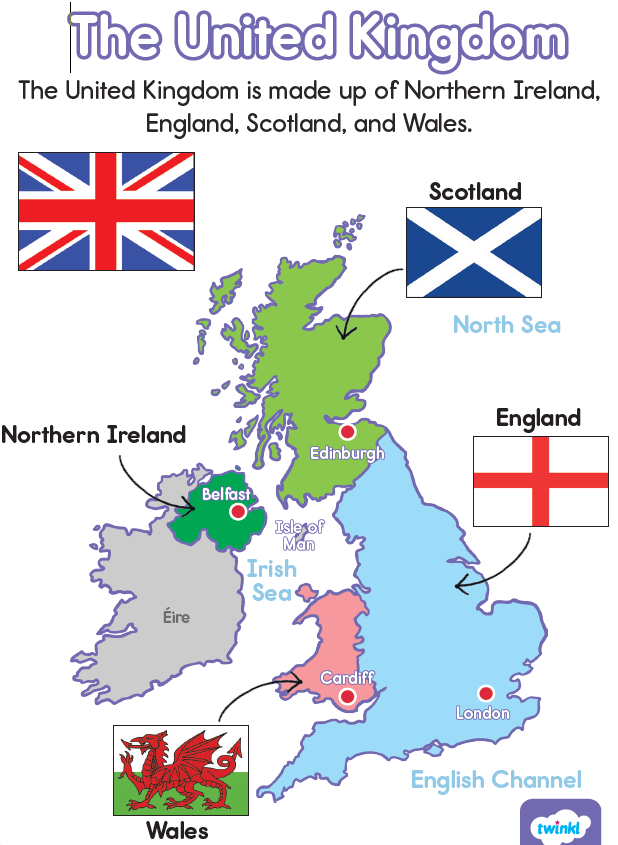 The United Kingdom
The United Kingdom is made up of Northern Ireland,
England, Scotland, and Wales.
Scotland
North Sea
England
Northern Ireland
Edinburgh
Belfast
Isle of
Man
Irish
Sea
Éire
Cardiff
London
English Channel
Wales
twinkl